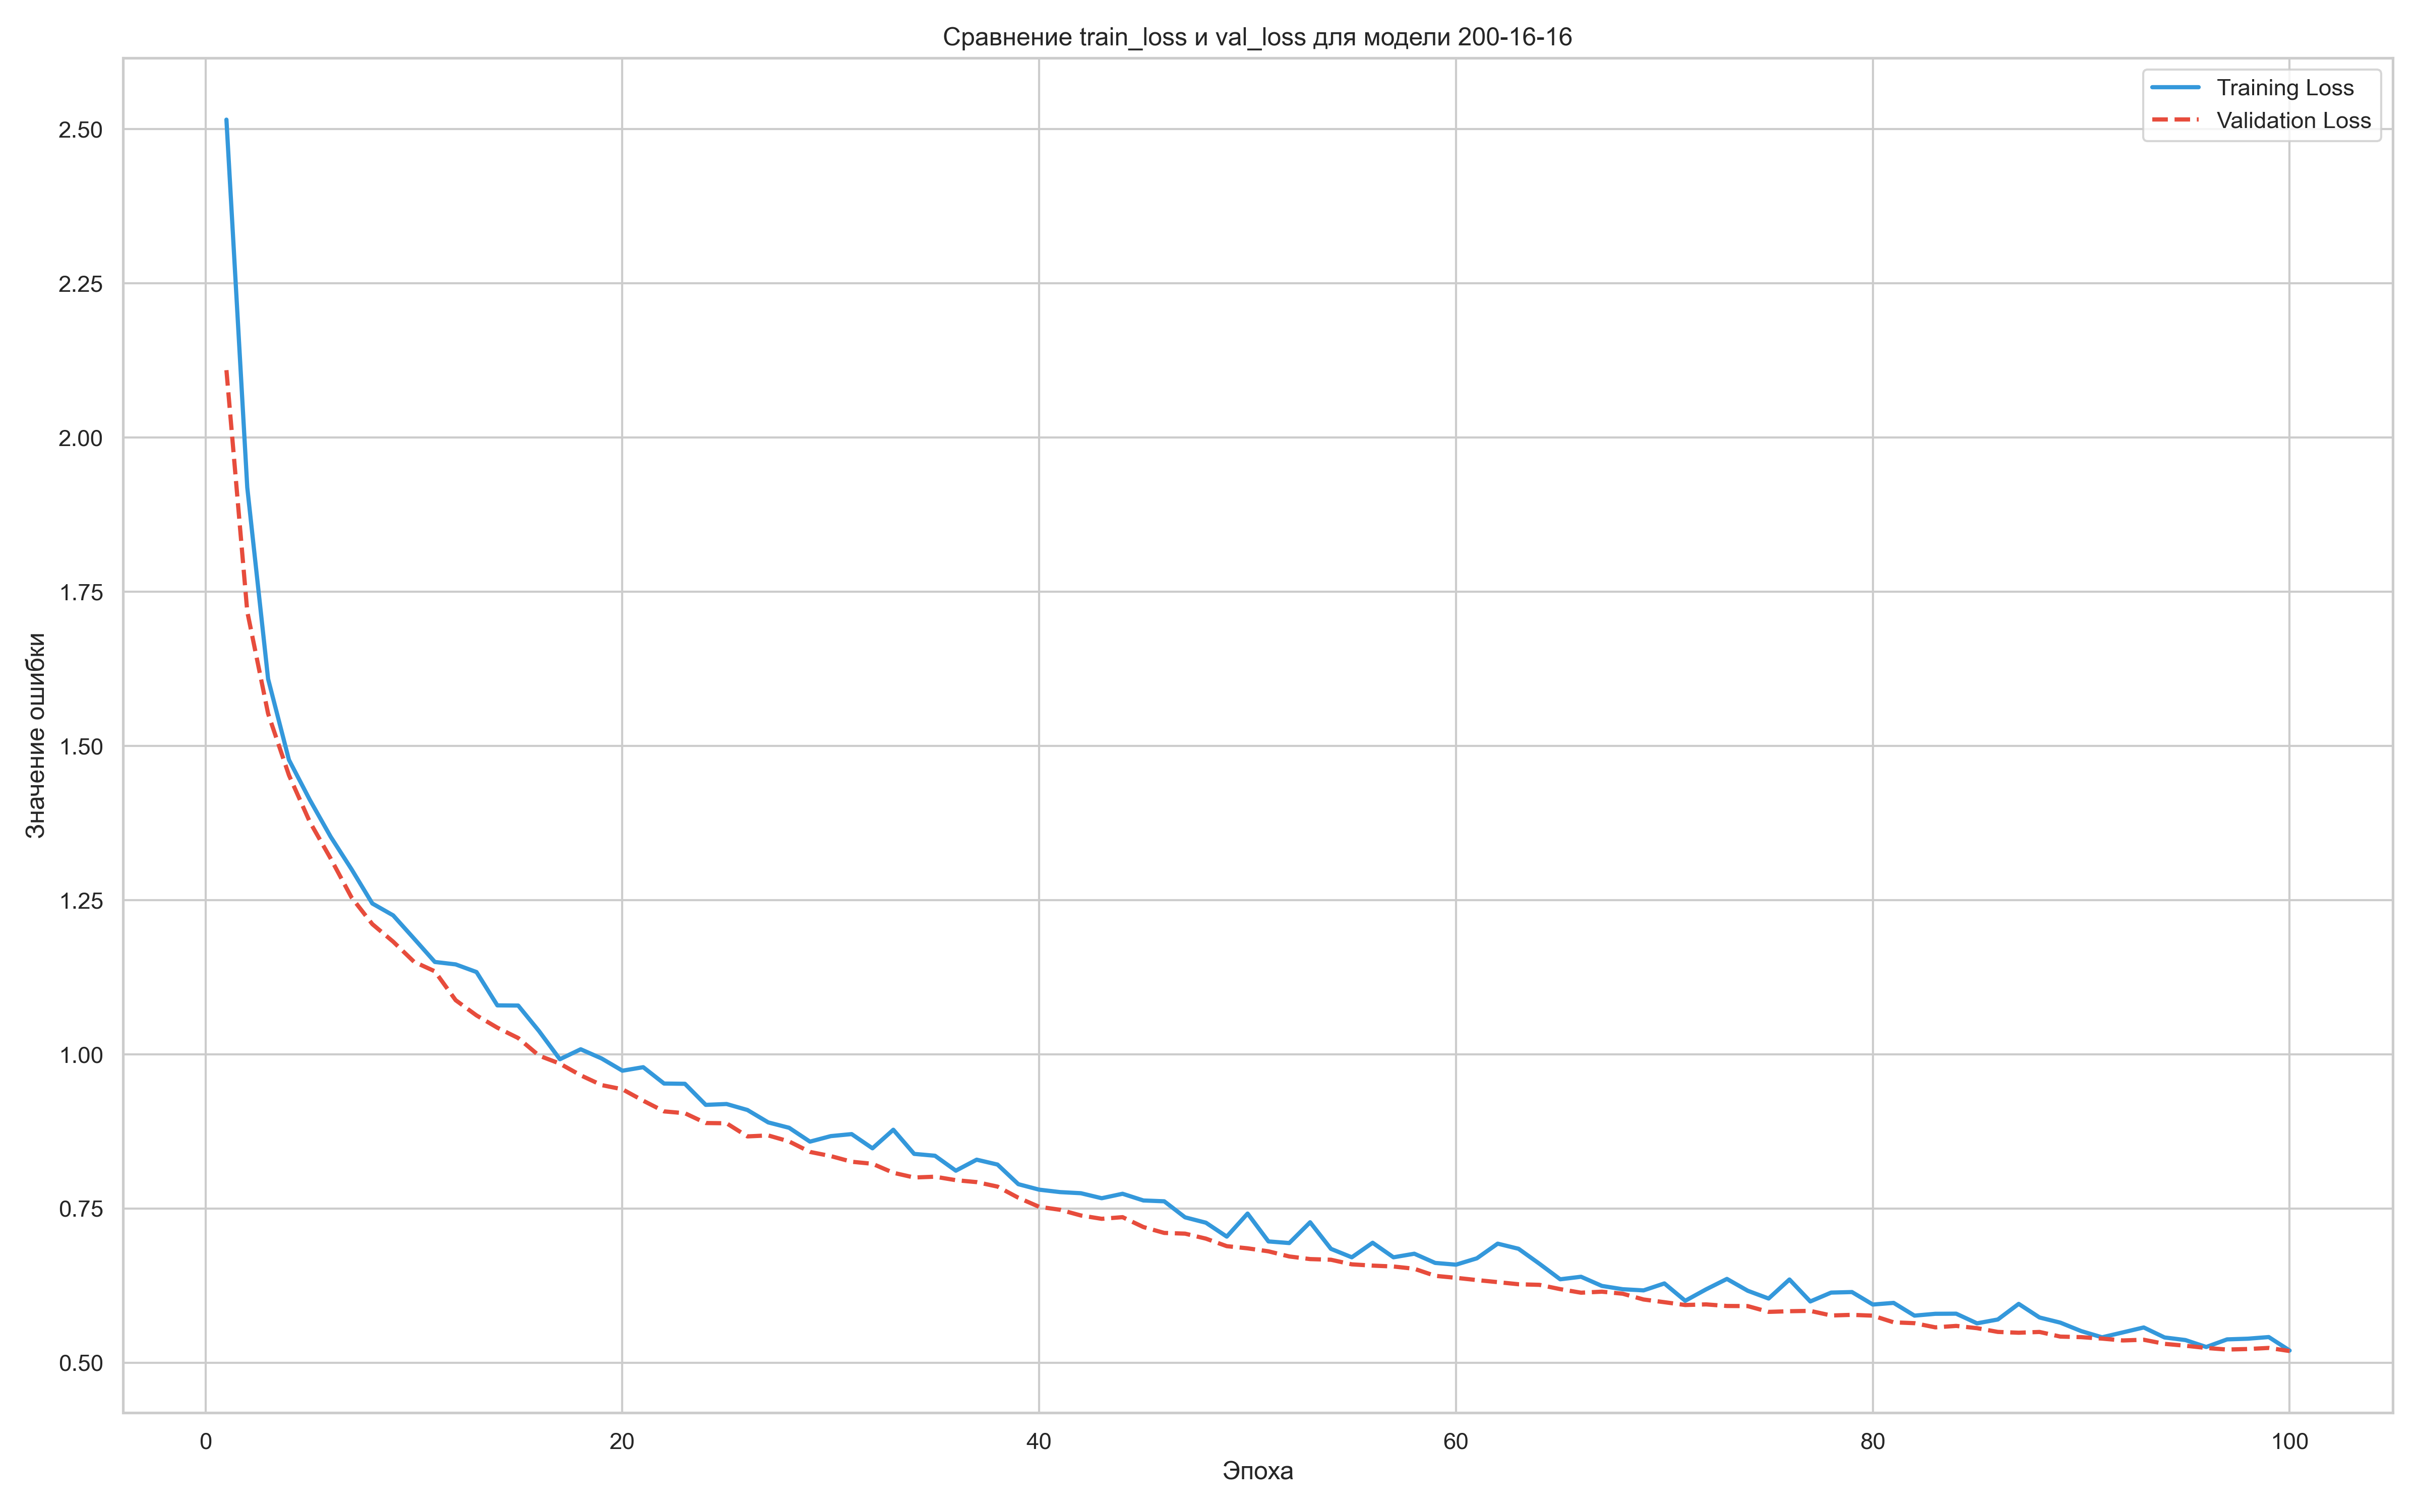 Сравнение train_loss и val_loss для модели 200-16-16
Training Loss
Validation Loss
2.50
2.25
2.00
1.75
1.50
1.25
1.00
0.75
0.50
Значение ошибки
0 20 40 60 80 100
Эпоха